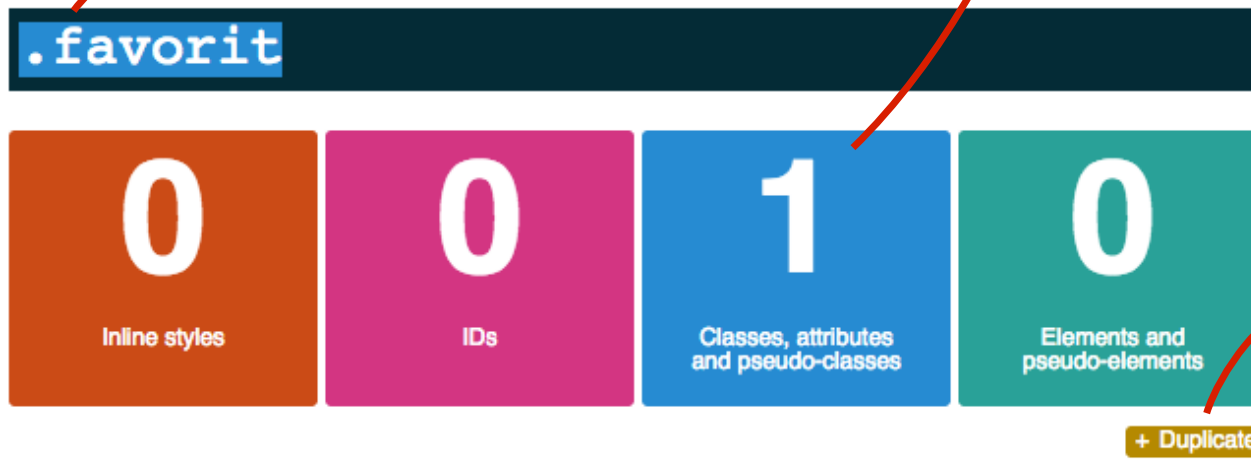 .favorit
0
0
1
0
Inline styles
IDs
Classes, attributes
and pseudo-classes
Elements and
pseudo-elements
+ Duplicate